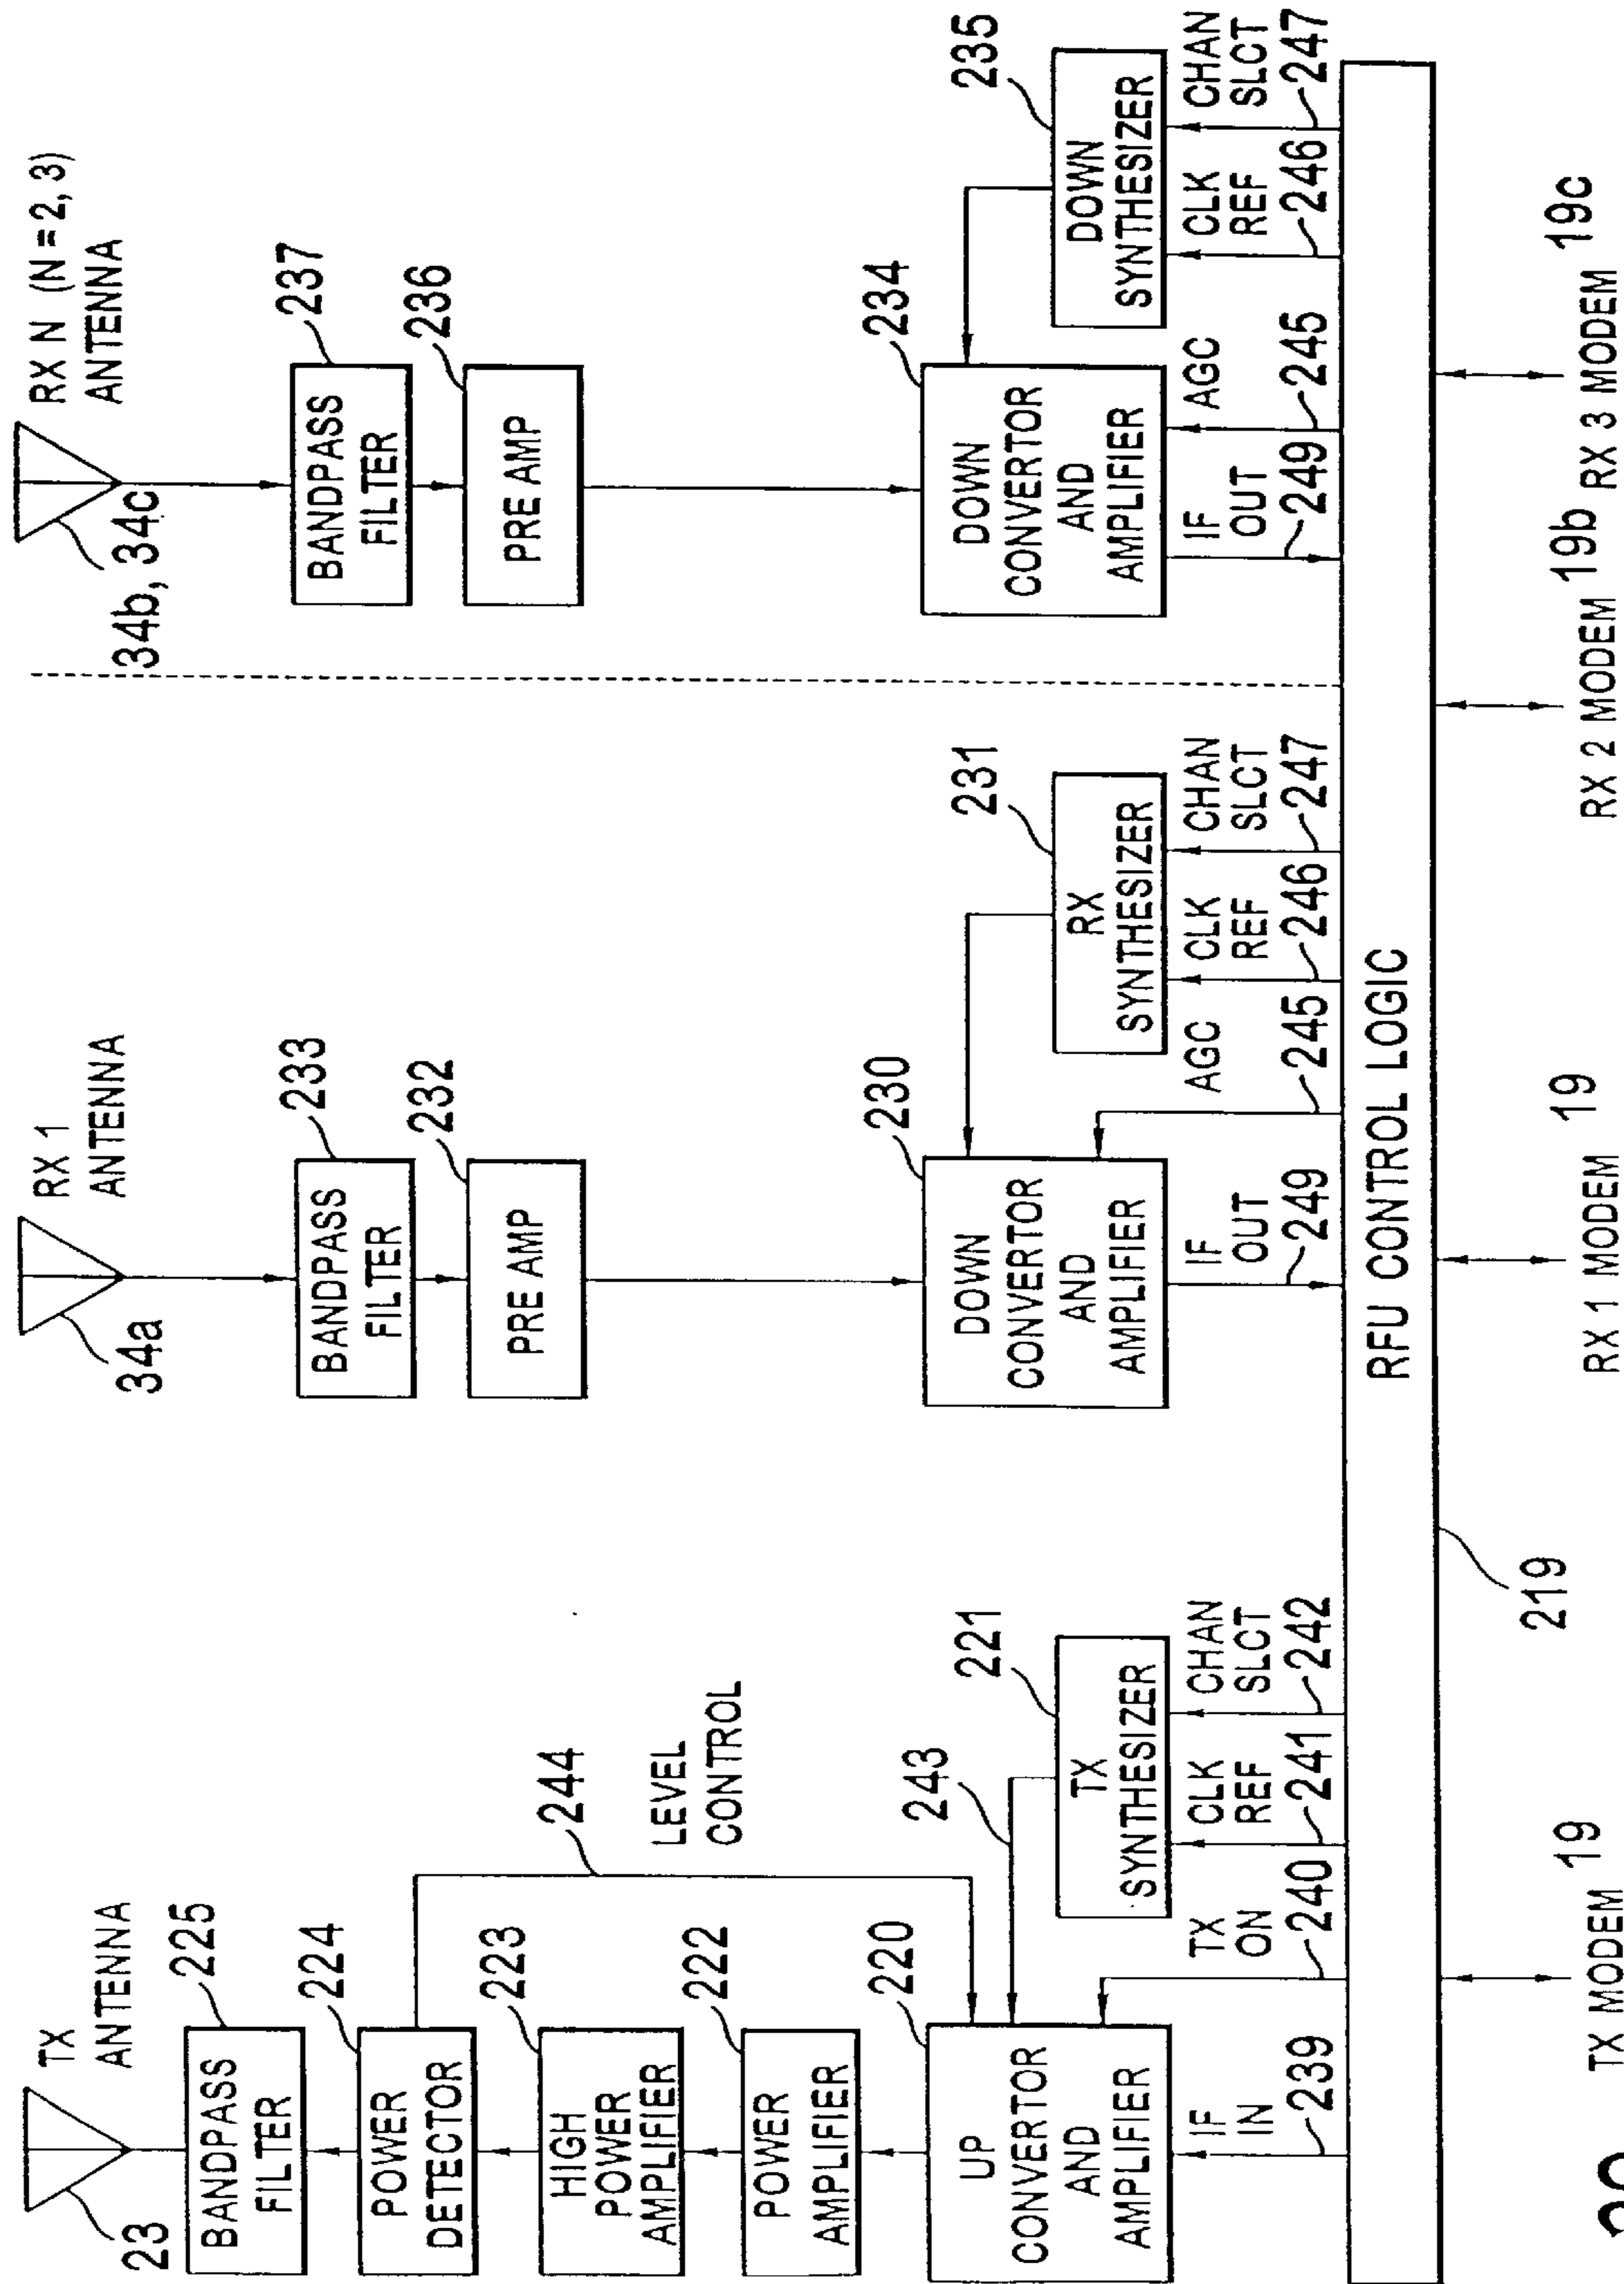 TX
ANTENNA
23
BANDPASS
FILTER
225
POWER
DETECTOR
224
HIGH
POWER
AMPLIFIER
223
POWER
AMPLIFIER
222
UP
CONVERTOR
AND
AMPLIFIER
220
244
LEVEL
CONTROL
243
TX
SYNTHESIZER
221
IF
IN
239
TX
ON
240
CLK
REF
241
CHAN
SLCT
242
RX 1
ANTENNA
34a
BANDPASS
FILTER
233
PRE AMP
232
DOWN
CONVERTOR
AND
AMPLIFIER
230
RX
SYNTHESIZER
231
IF
OUT
249
AGC
245
CLK
REF
246
CHAN
SLCT
247
RX N (N = 2, 3)
ANTENNA
34b, 34c
BANDPASS
FILTER
237
PRE AMP
236
DOWN
CONVERTOR
AND
AMPLIFIER
234
DOWN
SYNTHESIZER
235
IF
OUT
249
AGC
245
CLK
REF
246
CHAN
SLCT
247
RFU CONTROL LOGIC
219
TX MODEM 19
RX 1 MODEM 19
RX 2 MODEM 19b
RX 3 MODEM 19c